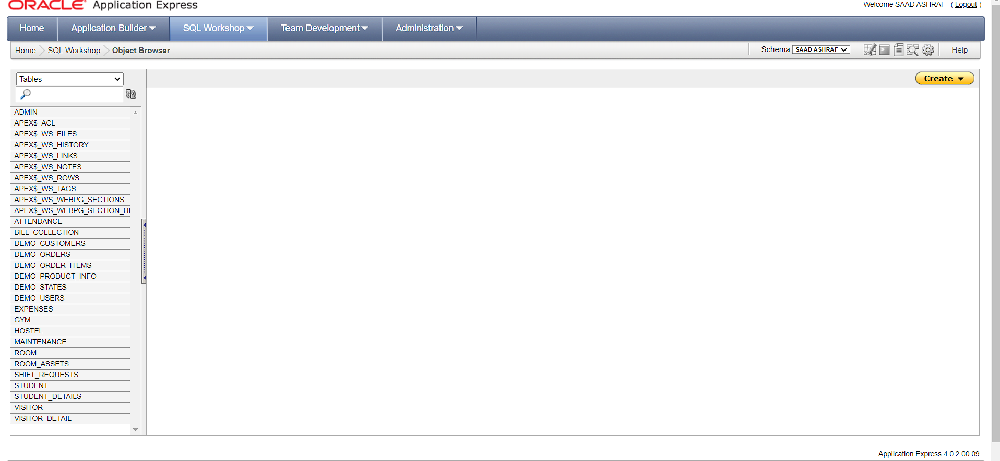 ORACLE Application Express
Welcome SAAD ASHRAF ( Logout )
Home Application Builder SQL Workshop Team Development Administration
Home SQL Workshop Object Browser Schema SAAD ASHRAF Help
Tables
Create
ADMIN
APEX$_ACL
APEX$_WS_FILES
APEX$_WS_HISTORY
APEX$_WS_LINKS
APEX$_WS_NOTES
APEX$_WS_ROWS
APEX$_WS_TAGS
APEX$_WS_WEBPG_SECTIONS
APEX$_WS_WEBPG_SECTION_HI
ATTENDANCE
BILL_COLLECTION
DEMO_CUSTOMERS
DEMO_ORDERS
DEMO_ORDER_ITEMS
DEMO_PRODUCT_INFO
DEMO_STATES
DEMO_USERS
EXPENSES
GYM
HOSTEL
MAINTENANCE
ROOM
ROOM_ASSETS
SHIFT_REQUESTS
STUDENT
STUDENT_DETAILS
VISITOR
VISITOR_DETAIL
Application Express 4.0.2.00.09